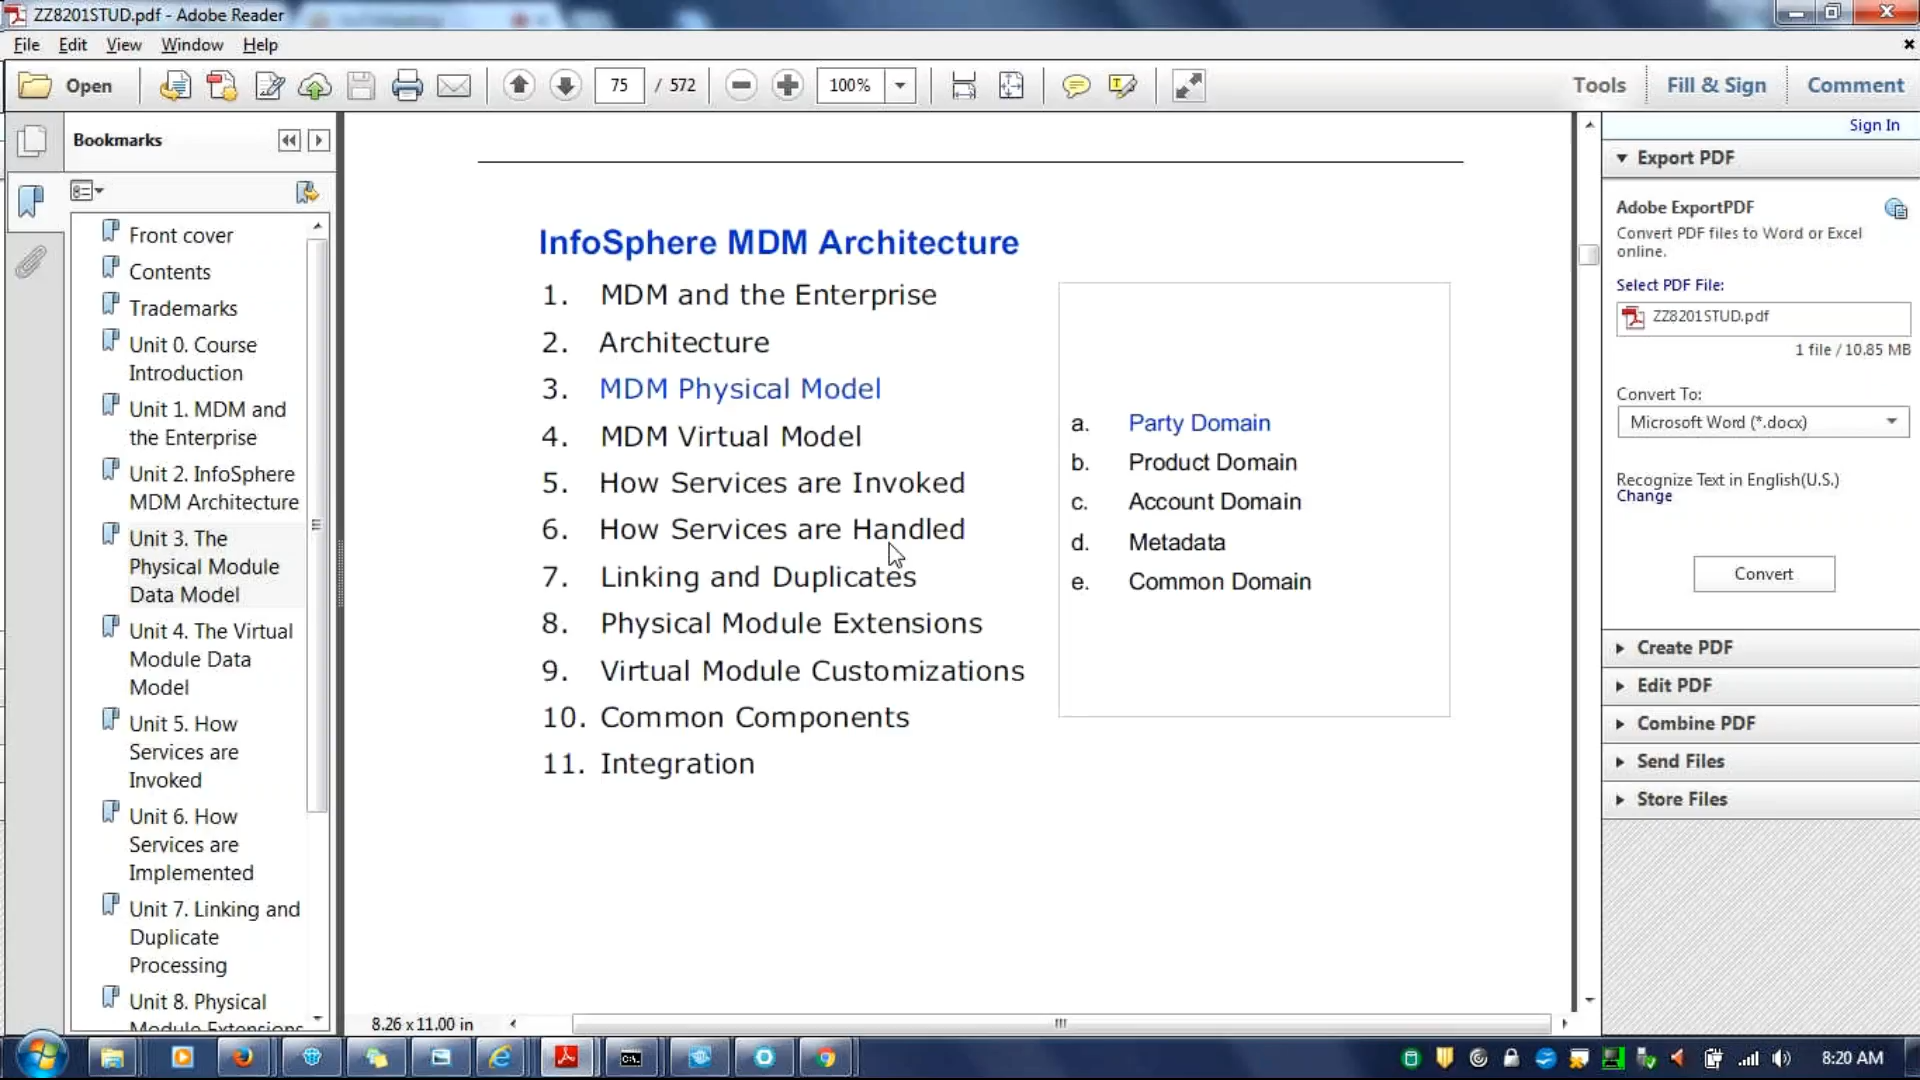 ZZ8201STUD.pdf - Adobe Reader
File Edit View Window Help
Open 75 / 572 100% Tools Fill & Sign Comment
Sign In
Bookmarks
Front cover
Contents
Trademarks
Unit 0. Course
Introduction
Unit 1. MDM and
the Enterprise
Unit 2. InfoSphere
MDM Architecture
Unit 3. The
Physical Module
Data Model
Unit 4. The Virtual
Module Data
Model
Unit 5. How
Services are
Invoked
Unit 6. How
Services are
Implemented
Unit 7. Linking and
Duplicate
Processing
Unit 8. Physical
Module Extensions
InfoSphere MDM Architecture
1. MDM and the Enterprise
2. Architecture
3. MDM Physical Model
4. MDM Virtual Model
5. How Services are Invoked
6. How Services are Handled
7. Linking and Duplicates
8. Physical Module Extensions
9. Virtual Module Customizations
10. Common Components
11. Integration
a. Party Domain
b. Product Domain
c. Account Domain
d. Metadata
e. Common Domain
8.26 x 11.00 in
Export PDF
Adobe ExportPDF
Convert PDF files to Word or Excel
online.
Select PDF File:
ZZ8201STUD.pdf
1 file / 10.85 MB
Convert To:
Microsoft Word (*.docx)
Recognize Text in English(U.S.)
Change
Convert
Create PDF
Edit PDF
Combine PDF
Send Files
Store Files
8:20 AM